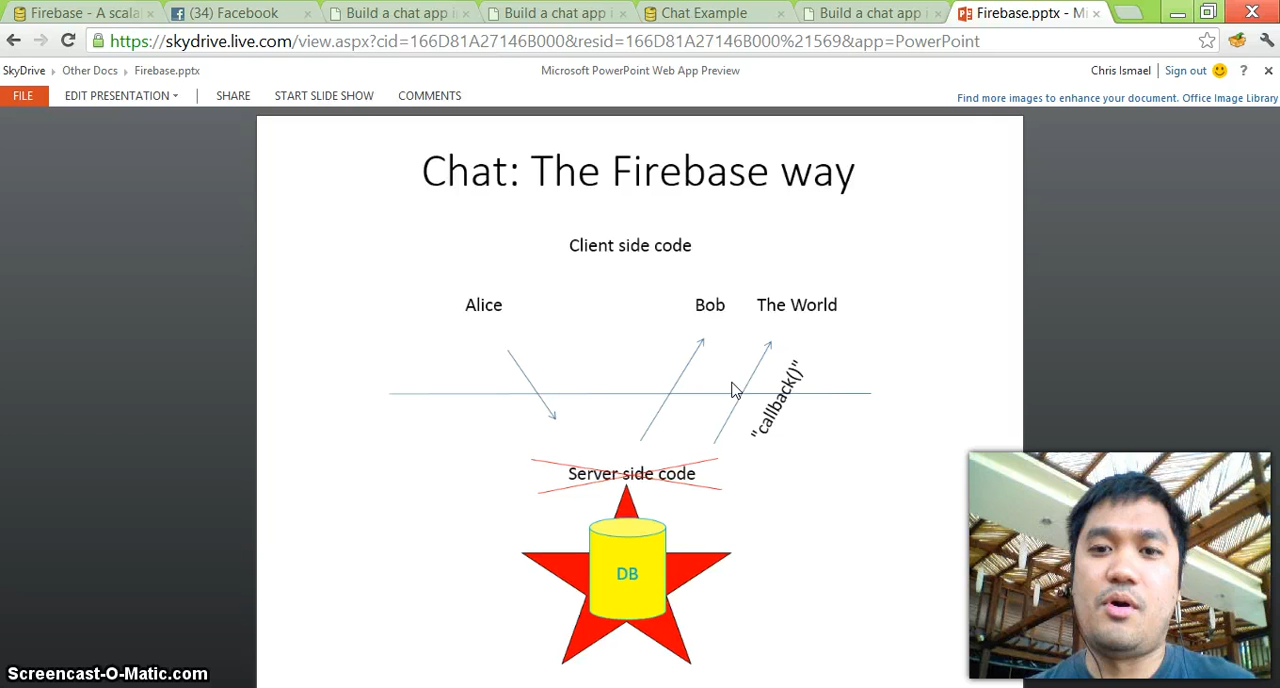 Firebase - A scala
(34) Facebook
Build a chat app in
Build a chat app i
Chat Example
Build a chat app i
Firebase.pptx - Mi
https://skydrive.live.com/view.aspx?cid=166D81A27146B000&resid=166D81A27146B000%21569&app=PowerPoint
SkyDrive Other Docs Firebase.pptx
Microsoft PowerPoint Web App Preview
Chris Ismael Sign out ?
FILE EDIT PRESENTATION SHARE START SLIDE SHOW COMMENTS
Find more images to enhance your document. Office Image Library
Chat: The Firebase way
Client side code
Alice Bob The World
"callback()"
Server side code
DB
Screencast-O-Matic.com